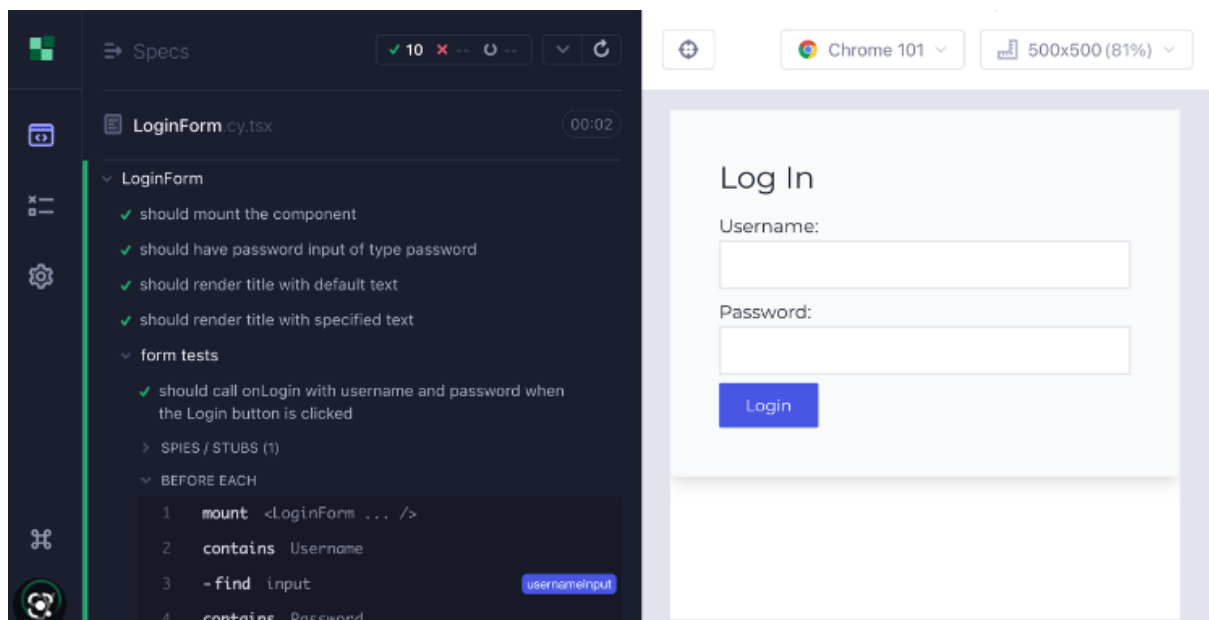 Specs
10 -- --
LoginForm.cy.tsx 00:02
LoginForm
should mount the component
should have password input of type password
should render title with default text
should render title with specified text
form tests
should call onLogin with username and password when
the Login button is clicked
SPIES / STUBS (1)
BEFORE EACH
1 mount <LoginForm ... />
2 contains Username
3 -find input usernameInput
4 contains Password
Chrome 101
500x500 (81%)
Log In
Username:
Password:
Login